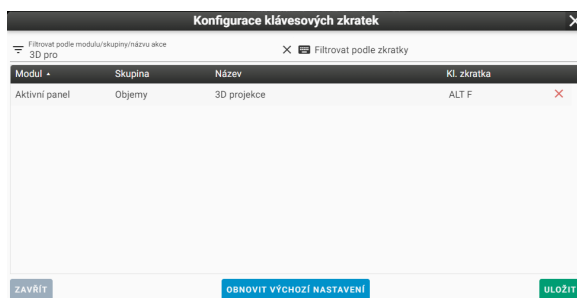 Konfigurace klávesových zkratek
Filtrovat podle modulu/skupiny/názvu akce
3D pro
Filtrovat podle zkratky
Modul Skupina Název Kl. zkratka
Aktivní panel Objemy 3D projekce ALT F
ZAVŘÍT OBNOVIT VÝCHOZÍ NASTAVENÍ ULOŽIT